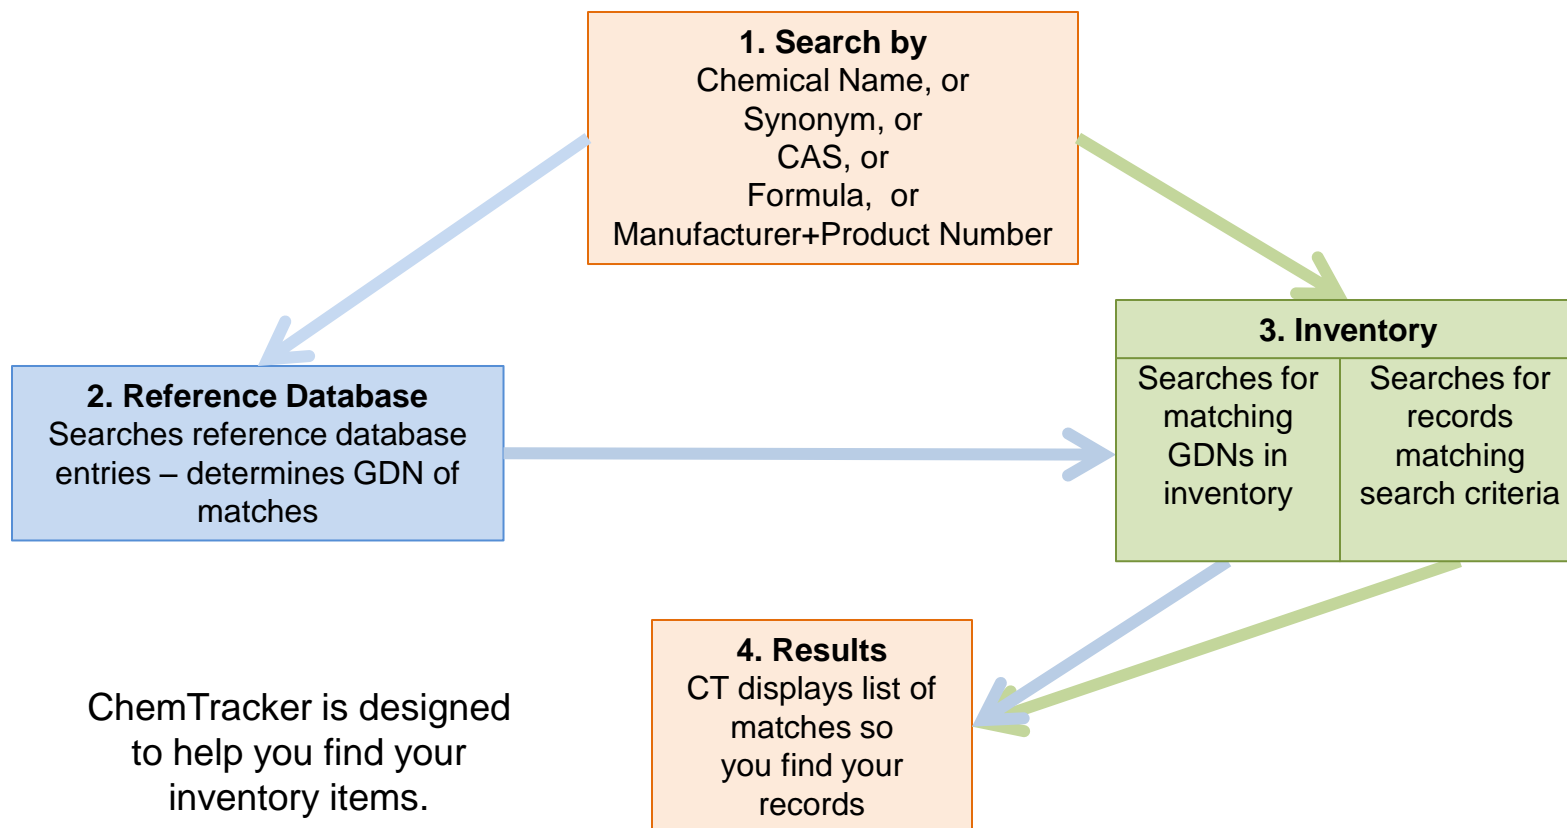 1. Search by
Chemical Name, or
Synonym, or
CAS, or
Formula,  or
Manufacturer+Product Number
2. Reference Database
Searches reference database
entries – determines GDN of
matches
3. Inventory
Searches for
matching
GDNs in
inventory
Searches for
records
matching
search criteria
4. Results
CT displays list of
matches so
you find your
records
ChemTracker is designed
to help you find your
inventory items.